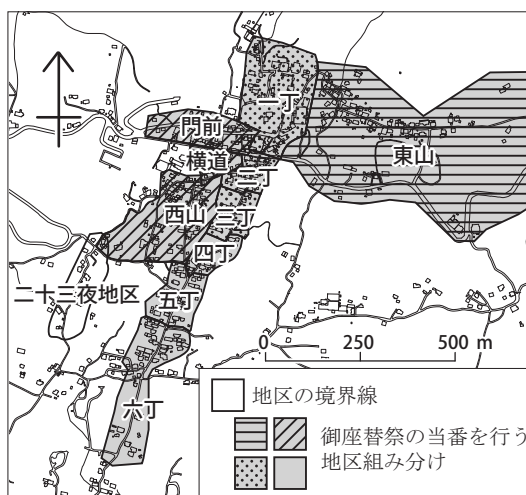 一丁
門前
東山
横道
二丁
西山
三丁
四丁
二十三夜地区
五丁
0 250 500 m
六丁
地区の境界線
御座替祭の当番を行う
地区組み分け